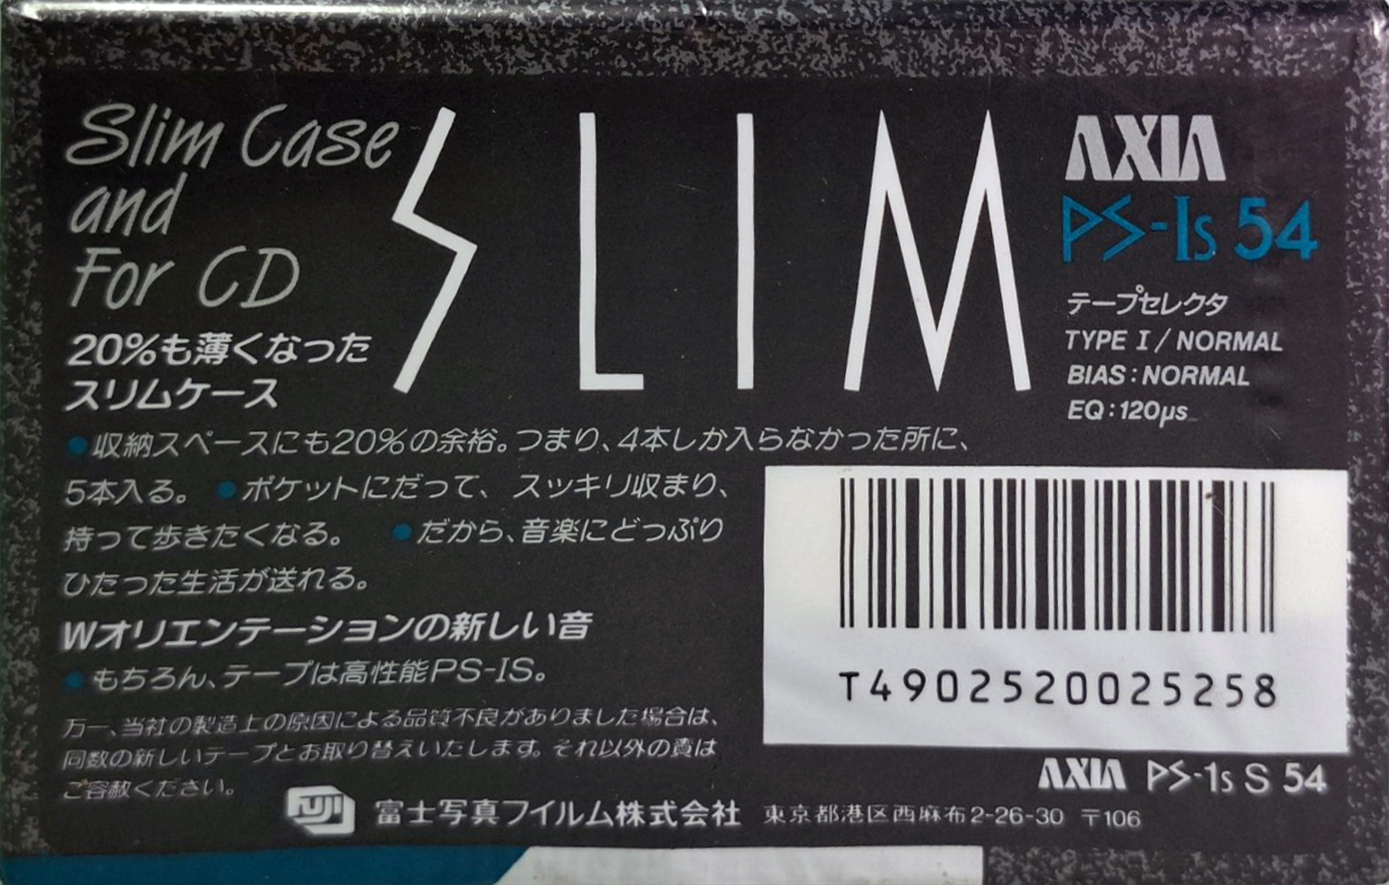 Slim Case
and
For CD
SLIM
AXIA
PS-Is 54
テープセレクタ
TYPE I / NORMAL
BIAS : NORMAL
EQ : 120μs
20%も薄くなった
スリムケース
●収納スペースにも20%の余裕。つまり、4本しか入らなかった所に、
5本入る。 ●ポケットにだって、スッキリ収まり、
持って歩きたくなる。 ●だから、音楽にどっぷり
ひたった生活が送れる。
Wオリエンテーションの新しい音
●もちろん、テープは高性能PS-IS。
万一、当社の製造上の原因による品質不良がありました場合は、
同数の新しいテープとお取り替えいたします。それ以外の責は
ご容赦ください。
T4902520025258
AXIA PS-1s S 54
FUJI 富士写真フイルム株式会社 東京都港区西麻布2-26-30 〒106